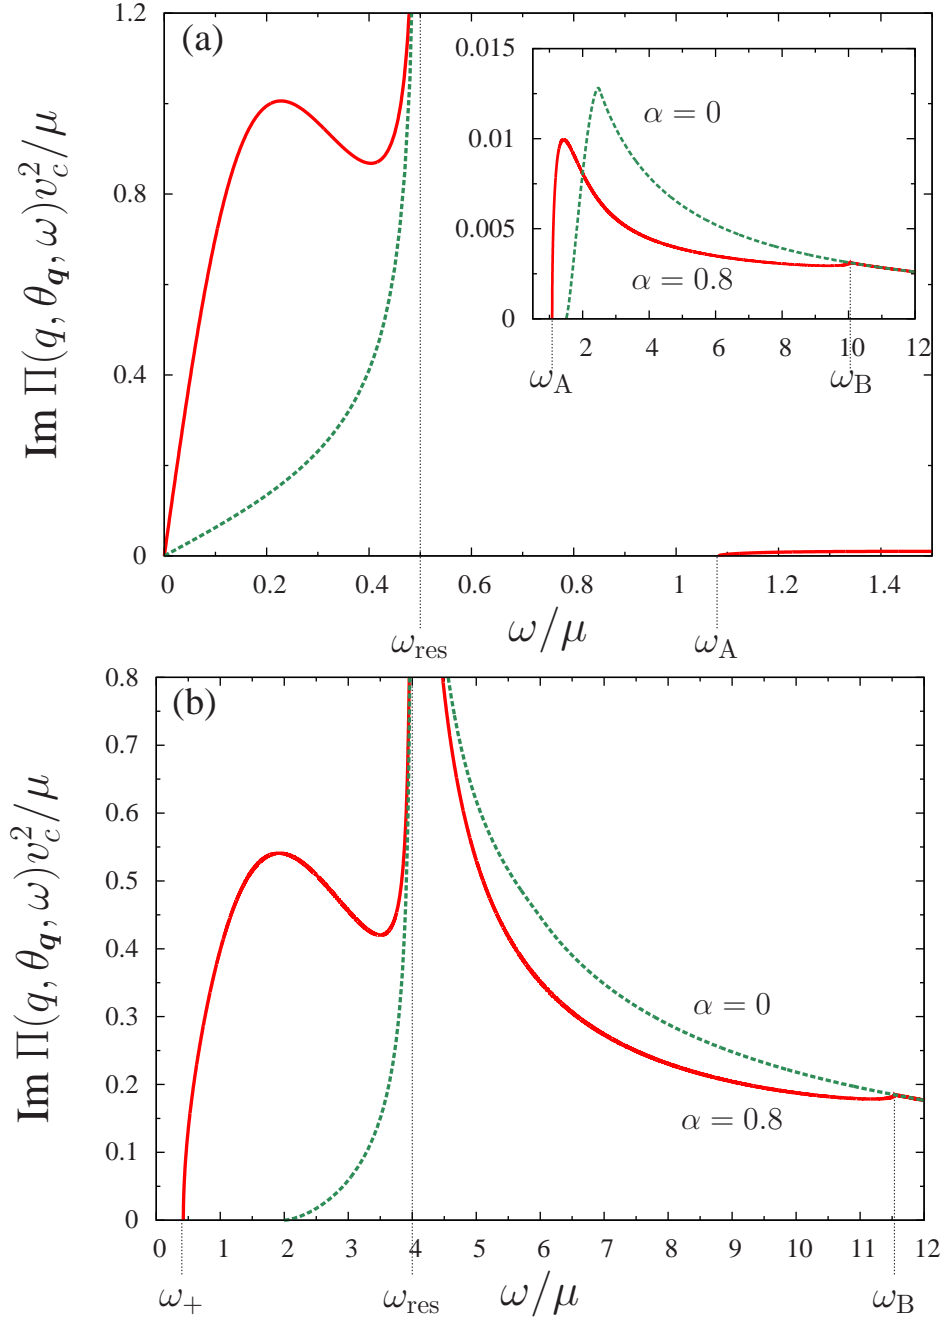 (a)
Im Π(q, θ_q, ω)v_c^2/μ
1.2
0.8
0.4
0
0 0.2 0.4 0.6 0.8 1 1.2 1.4
ω_res ω/μ ω_A
0.015
0.01
0.005
0
2 4 6 8 10 12
α = 0
α = 0.8
ω_A ω_B
(b)
Im Π(q, θ_q, ω)v_c^2/μ
0.8
0.7
0.6
0.5
0.4
0.3
0.2
0.1
0
0 1 2 3 4 5 6 7 8 9 10 11 12
α = 0
α = 0.8
ω_+ ω_res ω/μ ω_B